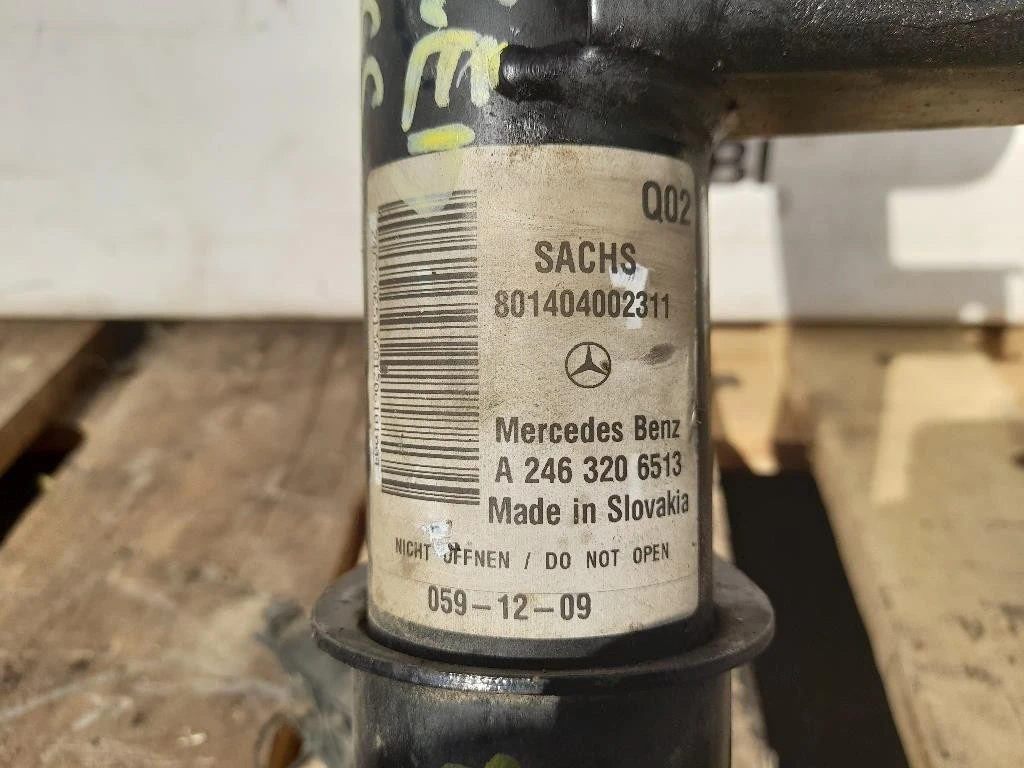 Q02
SACHS
801404002311
Mercedes Benz
A 246 320 6513
Made in Slovakia
NICHT ÖFFNEN / DO NOT OPEN
059-12-09